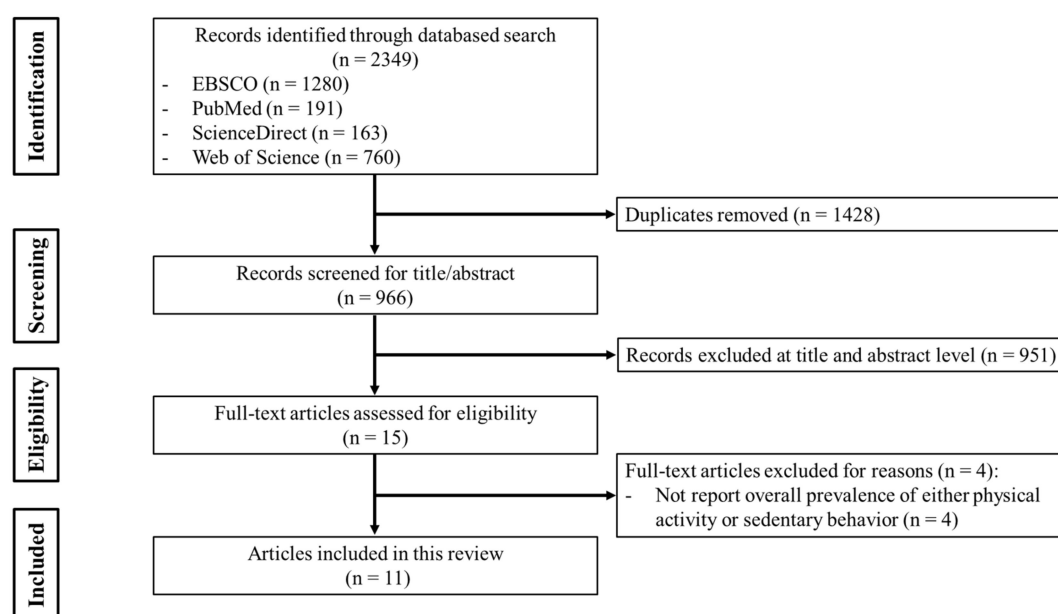 Identification
Records identified through databased search
(n = 2349)
- EBSCO (n = 1280)
- PubMed (n = 191)
- ScienceDirect (n = 163)
- Web of Science (n = 760)
Duplicates removed (n = 1428)
Screening
Records screened for title/abstract
(n = 966)
Records excluded at title and abstract level (n = 951)
Eligibility
Full-text articles assessed for eligibility
(n = 15)
Full-text articles excluded for reasons (n = 4):
- Not report overall prevalence of either physical
activity or sedentary behavior (n = 4)
Included
Articles included in this review
(n = 11)